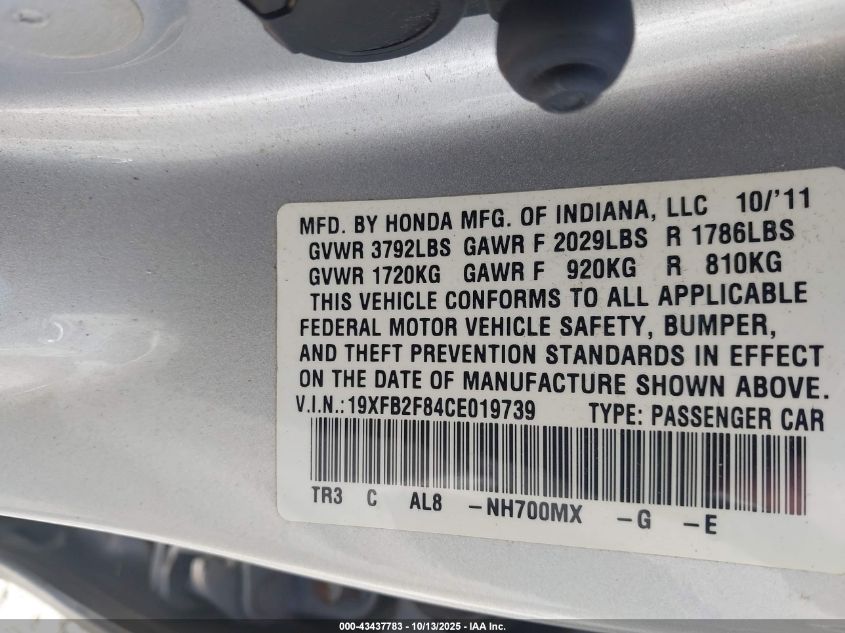 MFD. BY HONDA MFG. OF INDIANA, LLC 10/'11
GVWR 3792LBS GAWR F 2029LBS R 1786LBS
GVWR 1720KG GAWR F 920KG R 810KG
THIS VEHICLE CONFORMS TO ALL APPLICABLE
FEDERAL MOTOR VEHICLE SAFETY, BUMPER,
AND THEFT PREVENTION STANDARDS IN EFFECT
ON THE DATE OF MANUFACTURE SHOWN ABOVE.
V.I.N.:19XFB2F84CE019739 TYPE: PASSENGER CAR
TR3 C AL8 -NH700MX -G -E
000-43437783 - 10/13/2025 - IAA Inc.